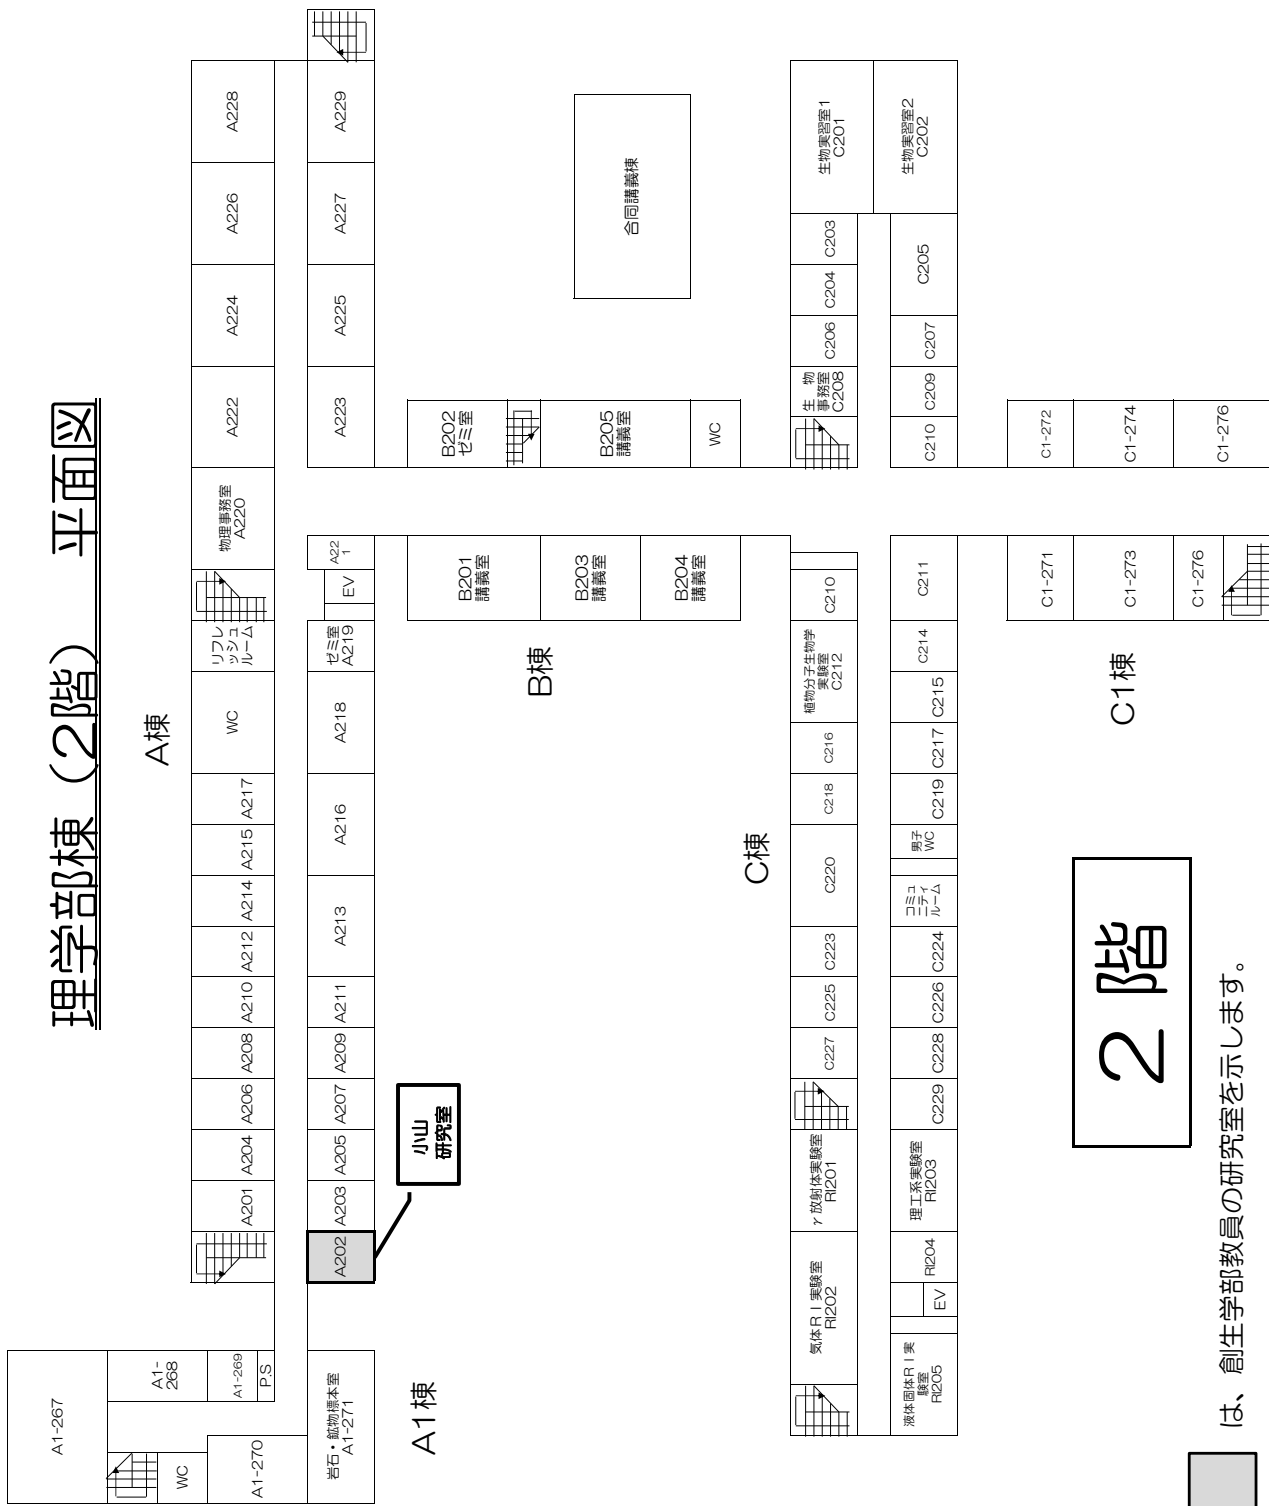 理学部棟（2階）　平面図
A棟
A1-267
A1-
268
A1-269
P.S
WC
A1-270
岩石・鉱物標本室
A1-271
A1棟
A201
A204
A206
A208
A210
A212
A214
A215
A217
WC
リフレ
ッシュ
ルーム
物理事務室
A220
A222
A224
A226
A228
A202
A203
A205
A207
A209
A211
A213
A216
A218
ゼミ室
A219
EV
A22
1
A223
A225
A227
A229
小山
研究室
B棟
B201
講義室
B203
講義室
B204
講義室
B202
ゼミ室
B205
講義室
WC
合同講義棟
C棟
気体ＲＩ実験室
RI202
γ放射体実験室
RI201
C227
C225
C223
C220
C218
C216
植物分子生物学
実験室
C212
C210
生　物
事務室
C208
C206
C204
C203
生物実習室1
C201
生物実習室2
C202
液体固体ＲＩ実
験室
RI205
EV
RI204
理工系実験室
RI203
C229
C228
C226
C224
コミュ
ニティ
ルーム
男子
WC
C219
C217
C215
C214
C211
C210
C209
C207
C205
C1棟
C1-271
C1-273
C1-276
C1-272
C1-274
C1-276
2 階
は、創生学部教員の研究室を示します。